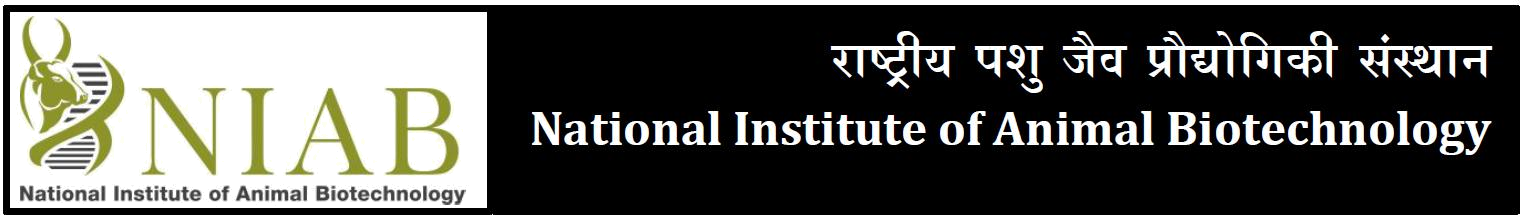 NIAB
National Institute of Animal Biotechnology
राष्ट्रीय पशु जैव प्रौद्योगिकी संस्थान
National Institute of Animal Biotechnology